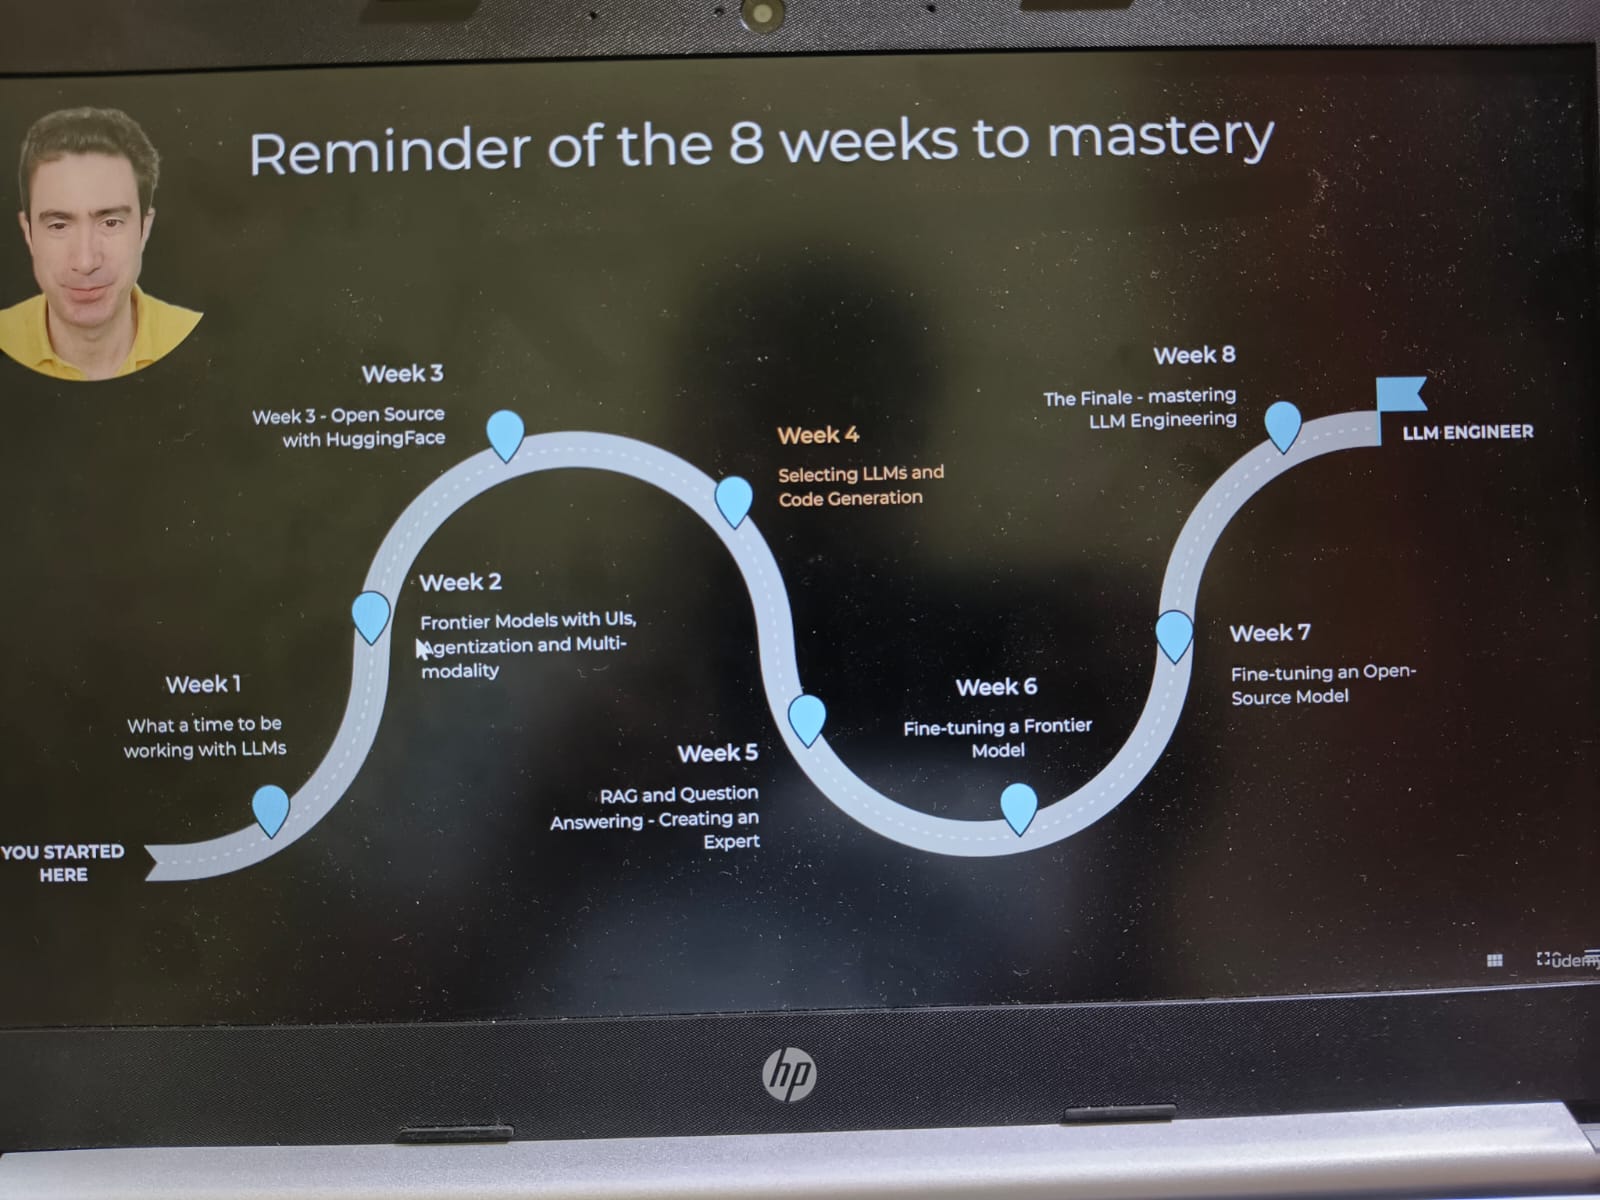 Reminder of the 8 weeks to mastery
Week 3
Week 3 - Open Source
with HuggingFace
Week 4
Selecting LLMs and
Code Generation
Week 8
The Finale - mastering
LLM Engineering
LLM ENGINEER
Week 2
Frontier Models with UIs,
Agentization and Multi-
modality
Week 1
What a time to be
working with LLMs
Week 5
RAG and Question
Answering - Creating an
Expert
Week 6
Fine-tuning a Frontier
Model
Week 7
Fine-tuning an Open-
Source Model
YOU STARTED
HERE
ûdemy
hp